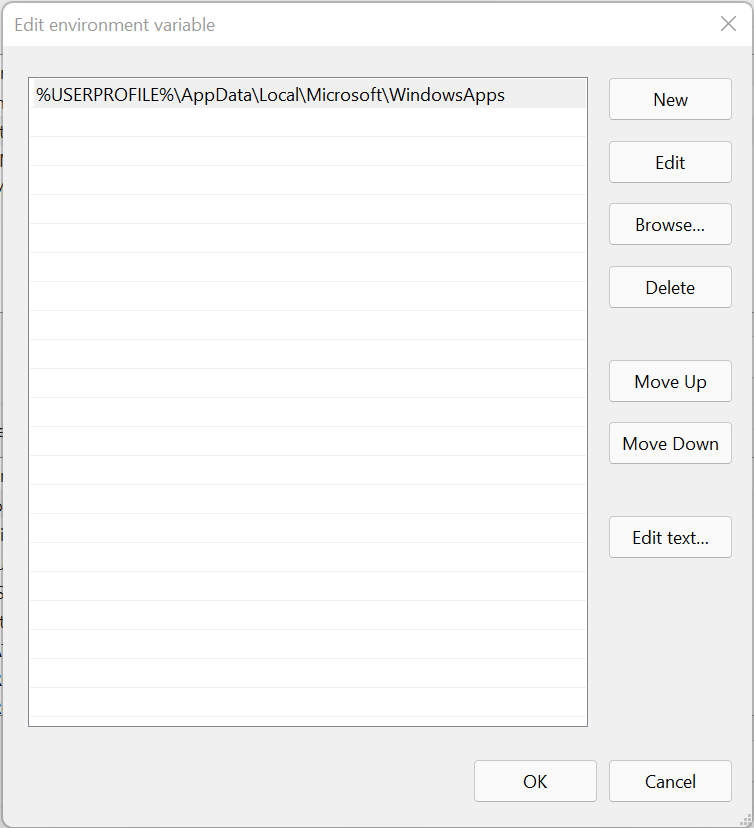 Edit environment variable
%USERPROFILE%\AppData\Local\Microsoft\WindowsApps
New
Edit
Browse...
Delete
Move Up
Move Down
Edit text...
OK
Cancel